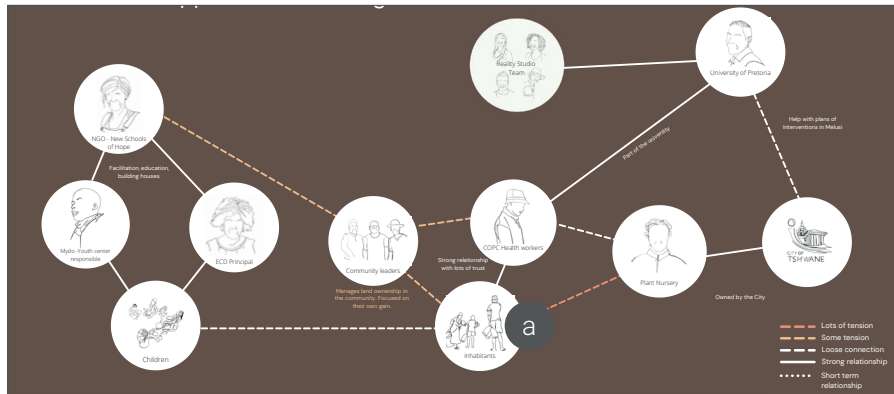 Reality Studio
Team
University of Pretoria
NGO - New Schools
of Hope
Help with plans of
Interventions in Melusi
Part of the university
Facilitation, education,
building houses
Mydo -Youth center
responsible
ECD Principal
Community leaders
COPC Health workers
Strong relationship
with lots of trust
Plant Nursery
CITY OF
TSHWANE
Manages land ownership in
the community. Focused on
their own gain.
Owned by the City
a
Children
Inhabitants
Lots of tension
Some tension
Loose connection
Strong relationship
Short term
relationship